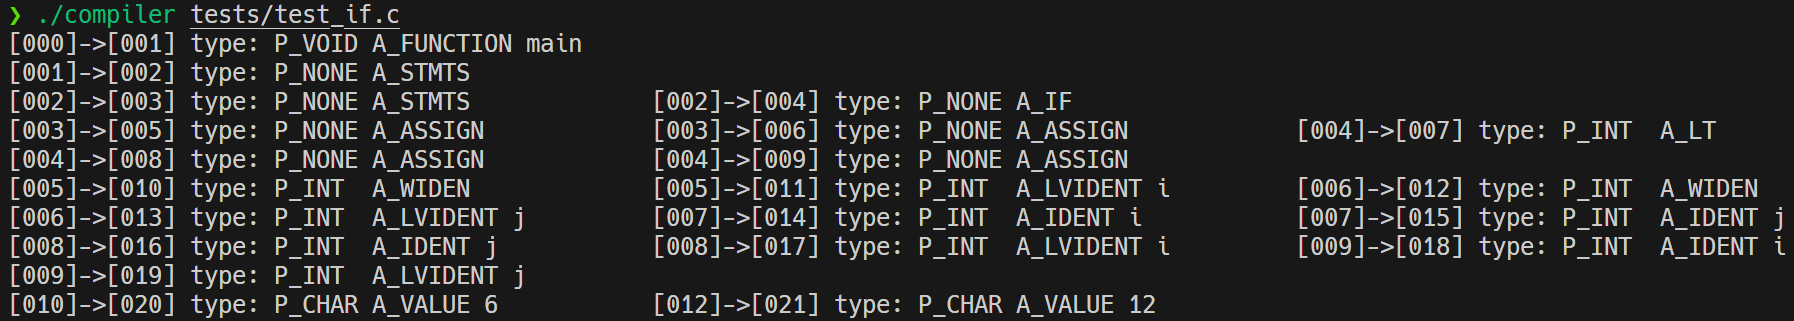 ❯ ./compiler tests/test_if.c
[000]->[001] type: P_VOID A_FUNCTION main
[001]->[002] type: P_NONE A_STMTS
[002]->[003] type: P_NONE A_STMTS             [002]->[004] type: P_NONE A_IF
[003]->[005] type: P_NONE A_ASSIGN            [003]->[006] type: P_NONE A_ASSIGN            [004]->[007] type: P_INT  A_LT
[004]->[008] type: P_NONE A_ASSIGN            [004]->[009] type: P_NONE A_ASSIGN
[005]->[010] type: P_INT  A_WIDEN             [005]->[011] type: P_INT  A_LVIDENT i         [006]->[012] type: P_INT  A_WIDEN
[006]->[013] type: P_INT  A_LVIDENT j         [007]->[014] type: P_INT  A_IDENT i           [007]->[015] type: P_INT  A_IDENT j
[008]->[016] type: P_INT  A_IDENT j           [008]->[017] type: P_INT  A_LVIDENT i         [009]->[018] type: P_INT  A_IDENT i
[009]->[019] type: P_INT  A_LVIDENT j
[010]->[020] type: P_CHAR A_VALUE 6           [012]->[021] type: P_CHAR A_VALUE 12